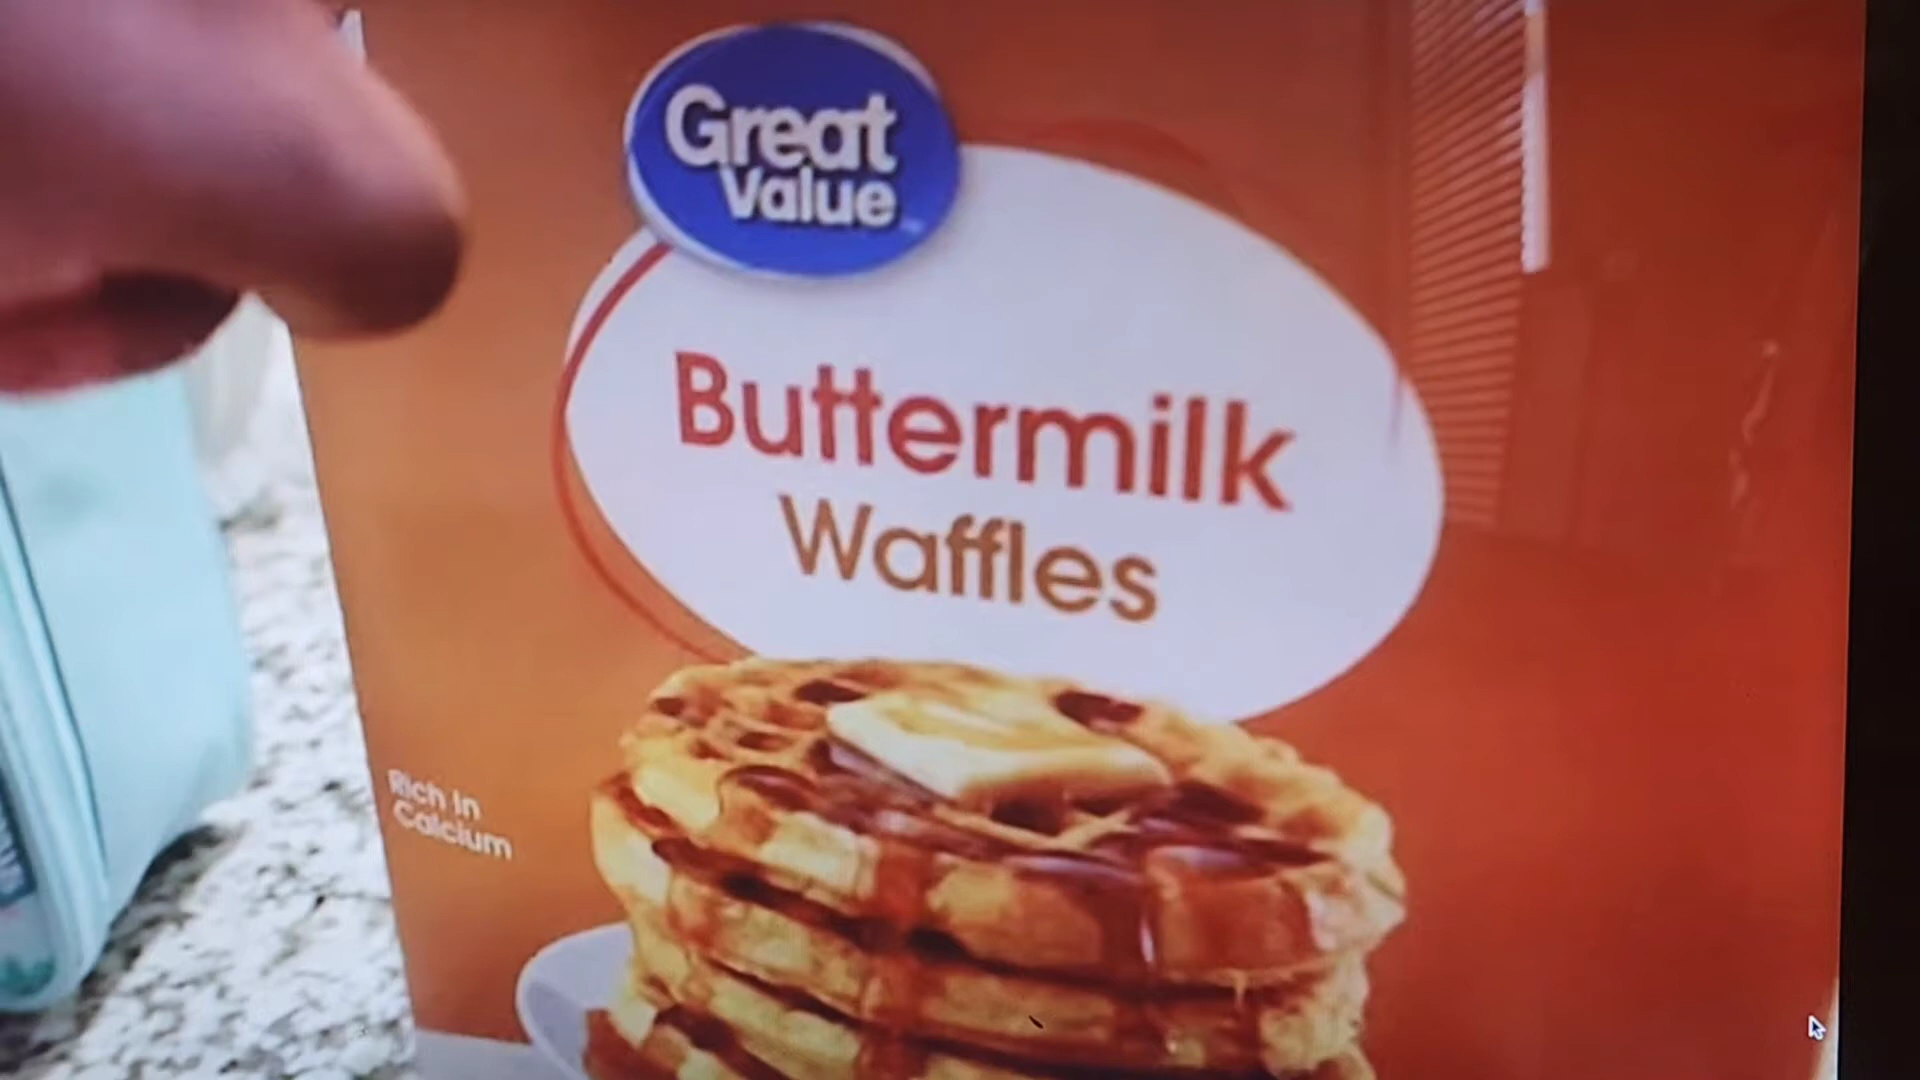 Great
Value
Buttermilk
Waffles
Rich in
Calcium